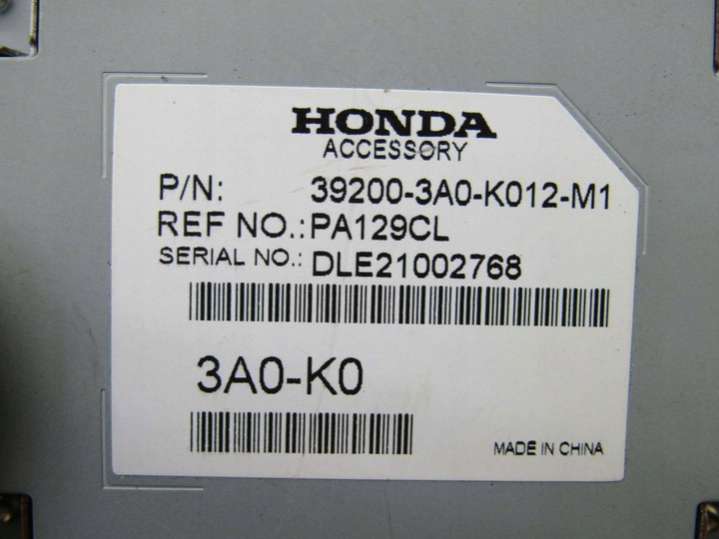 HONDA
ACCESSORY
P/N: 39200-3A0-K012-M1
REF NO.: PA129CL
SERIAL NO.: DLE21002768
3A0-K0
MADE IN CHINA